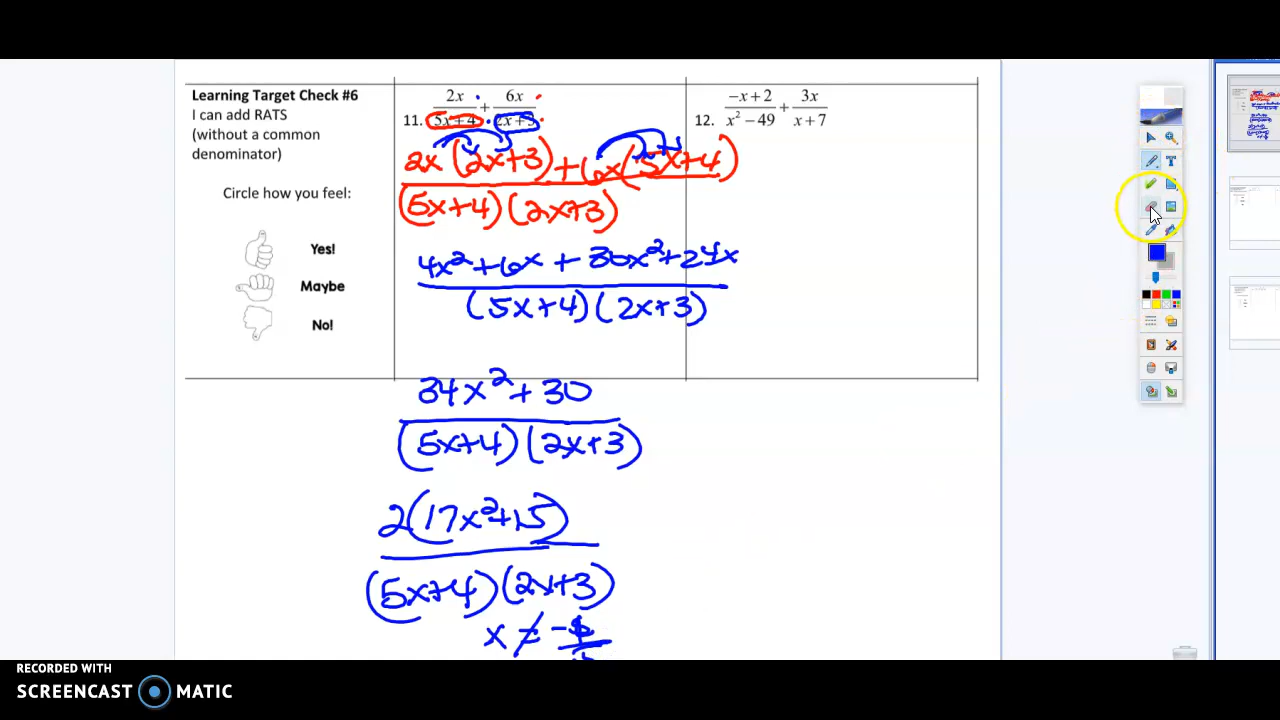 Learning Target Check #6
I can add RATS
(without a common
denominator)
Circle how you feel:
Yes!
Maybe
No!
11. 2x/5x+4 + 6x/2x+3
2x(2x+3)+6x(5x+4)
(5x+4)(2x+3)
4x²+6x + 30x²+24x
(5x+4)(2x+3)
34x²+30
(5x+4)(2x+3)
2(17x²+15)
(5x+4)(2x+3)
x ≠ -
12. -x+2/x²-49 + 3x/x+7
RECORDED WITH
SCREENCAST MATIC